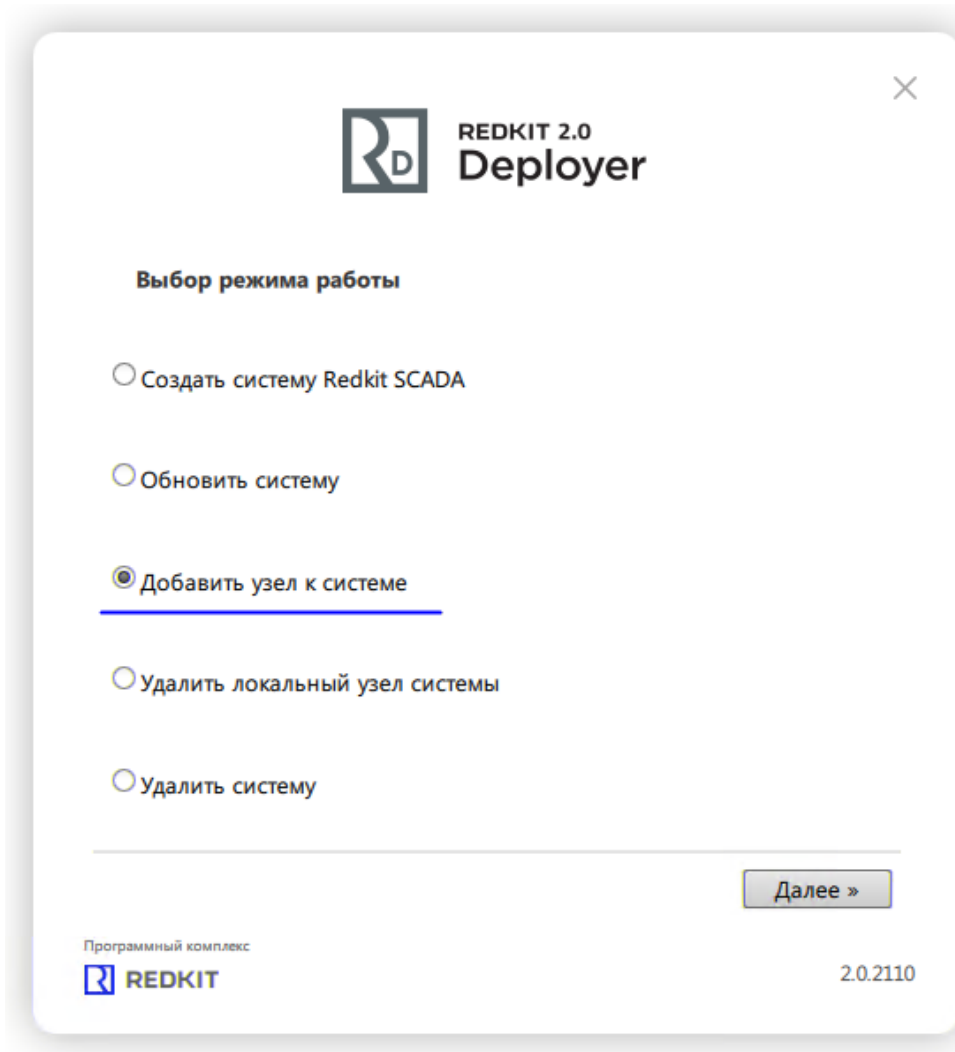 RD
REDKIT 2.0
Deployer
Выбор режима работы
Создать систему Redkit SCADA
Обновить систему
Добавить узел к системе
Удалить локальный узел системы
Удалить систему
Далее »
Программный комплекс
REDKIT
2.0.2110